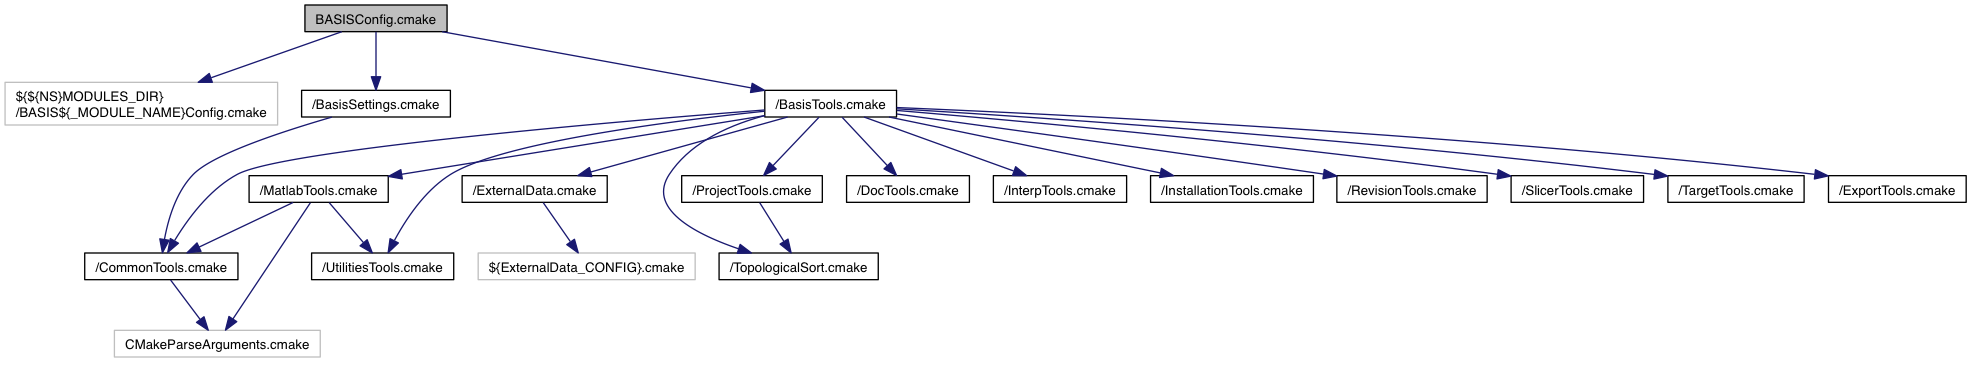 BASISConfig.cmake
${${NS}MODULES_DIR}
/BASIS${_MODULE_NAME}Config.cmake
/BasisSettings.cmake
/BasisTools.cmake
/MatlabTools.cmake
/ExternalData.cmake
/ProjectTools.cmake
/DocTools.cmake
/InterpTools.cmake
/InstallationTools.cmake
/RevisionTools.cmake
/SlicerTools.cmake
/TargetTools.cmake
/ExportTools.cmake
/CommonTools.cmake
/UtilitiesTools.cmake
${ExternalData_CONFIG}.cmake
/TopologicalSort.cmake
CMakeParseArguments.cmake